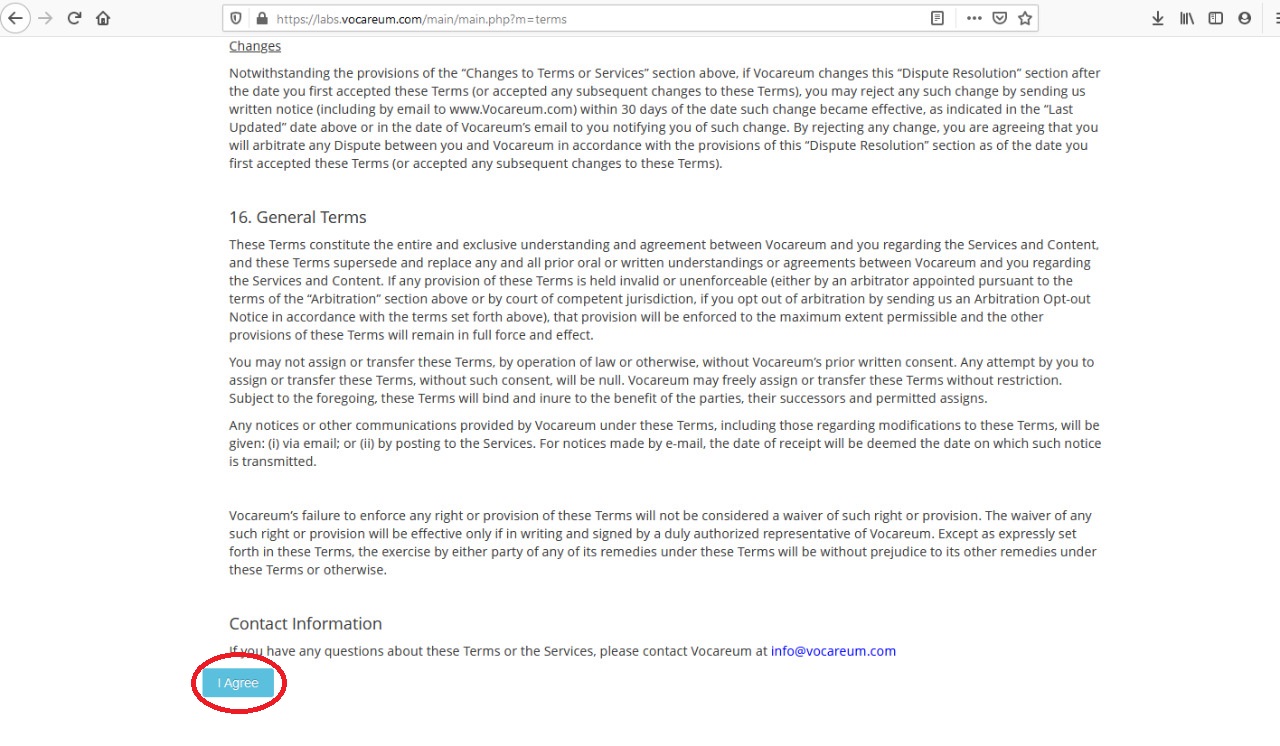 https://labs.vocareum.com/main/main.php?m=terms
Changes
Notwithstanding the provisions of the “Changes to Terms or Services” section above, if Vocareum changes this “Dispute Resolution” section after
the date you first accepted these Terms (or accepted any subsequent changes to these Terms), you may reject any such change by sending us
written notice (including by email to www.Vocareum.com) within 30 days of the date such change became effective, as indicated in the “Last
Updated” date above or in the date of Vocareum’s email to you notifying you of such change. By rejecting any change, you are agreeing that you
will arbitrate any Dispute between you and Vocareum in accordance with the provisions of this “Dispute Resolution” section as of the date you
first accepted these Terms (or accepted any subsequent changes to these Terms).
16. General Terms
These Terms constitute the entire and exclusive understanding and agreement between Vocareum and you regarding the Services and Content,
and these Terms supersede and replace any and all prior oral or written understandings or agreements between Vocareum and you regarding
the Services and Content. If any provision of these Terms is held invalid or unenforceable (either by an arbitrator appointed pursuant to the
terms of the “Arbitration” section above or by court of competent jurisdiction, if you opt out of arbitration by sending us an Arbitration Opt-out
Notice in accordance with the terms set forth above), that provision will be enforced to the maximum extent permissible and the other
provisions of these Terms will remain in full force and effect.
You may not assign or transfer these Terms, by operation of law or otherwise, without Vocareum’s prior written consent. Any attempt by you to
assign or transfer these Terms, without such consent, will be null. Vocareum may freely assign or transfer these Terms without restriction.
Subject to the foregoing, these Terms will bind and inure to the benefit of the parties, their successors and permitted assigns.
Any notices or other communications provided by Vocareum under these Terms, including those regarding modifications to these Terms, will be
given: (i) via email; or (ii) by posting to the Services. For notices made by e-mail, the date of receipt will be deemed the date on which such notice
is transmitted.
Vocareum’s failure to enforce any right or provision of these Terms will not be considered a waiver of such right or provision. The waiver of any
such right or provision will be effective only if in writing and signed by a duly authorized representative of Vocareum. Except as expressly set
forth in these Terms, the exercise by either party of any of its remedies under these Terms will be without prejudice to its other remedies under
these Terms or otherwise.
Contact Information
If you have any questions about these Terms or the Services, please contact Vocareum at info@vocareum.com
I Agree